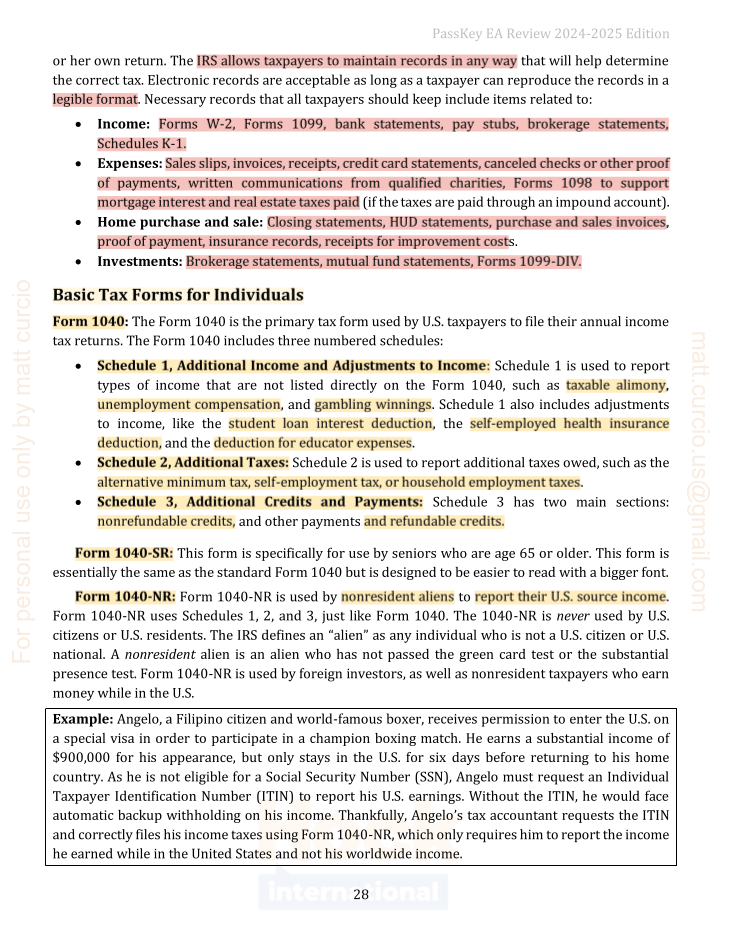 PassKey EA Review 2024-2025 Edition
or her own return. The IRS allows taxpayers to maintain records in any way that will help determine
the correct tax. Electronic records are acceptable as long as a taxpayer can reproduce the records in a
legible format. Necessary records that all taxpayers should keep include items related to:
• Income: Forms W-2, Forms 1099, bank statements, pay stubs, brokerage statements,
Schedules K-1.
• Expenses: Sales slips, invoices, receipts, credit card statements, canceled checks or other proof
of payments, written communications from qualified charities, Forms 1098 to support
mortgage interest and real estate taxes paid (if the taxes are paid through an impound account).
• Home purchase and sale: Closing statements, HUD statements, purchase and sales invoices,
proof of payment, insurance records, receipts for improvement costs.
• Investments: Brokerage statements, mutual fund statements, Forms 1099-DIV.
Basic Tax Forms for Individuals
Form 1040: The Form 1040 is the primary tax form used by U.S. taxpayers to file their annual income
tax returns. The Form 1040 includes three numbered schedules:
• Schedule 1, Additional Income and Adjustments to Income: Schedule 1 is used to report
types of income that are not listed directly on the Form 1040, such as taxable alimony,
unemployment compensation, and gambling winnings. Schedule 1 also includes adjustments
to income, like the student loan interest deduction, the self-employed health insurance
deduction, and the deduction for educator expenses.
• Schedule 2, Additional Taxes: Schedule 2 is used to report additional taxes owed, such as the
alternative minimum tax, self-employment tax, or household employment taxes.
• Schedule 3, Additional Credits and Payments: Schedule 3 has two main sections:
nonrefundable credits, and other payments and refundable credits.
Form 1040-SR: This form is specifically for use by seniors who are age 65 or older. This form is
essentially the same as the standard Form 1040 but is designed to be easier to read with a bigger font.
Form 1040-NR: Form 1040-NR is used by nonresident aliens to report their U.S. source income.
Form 1040-NR uses Schedules 1, 2, and 3, just like Form 1040. The 1040-NR is never used by U.S.
citizens or U.S. residents. The IRS defines an “alien” as any individual who is not a U.S. citizen or U.S.
national. A nonresident alien is an alien who has not passed the green card test or the substantial
presence test. Form 1040-NR is used by foreign investors, as well as nonresident taxpayers who earn
money while in the U.S.
Example: Angelo, a Filipino citizen and world-famous boxer, receives permission to enter the U.S. on
a special visa in order to participate in a champion boxing match. He earns a substantial income of
$900,000 for his appearance, but only stays in the U.S. for six days before returning to his home
country. As he is not eligible for a Social Security Number (SSN), Angelo must request an Individual
Taxpayer Identification Number (ITIN) to report his U.S. earnings. Without the ITIN, he would face
automatic backup withholding on his income. Thankfully, Angelo’s tax accountant requests the ITIN
and correctly files his income taxes using Form 1040-NR, which only requires him to report the income
he earned while in the United States and not his worldwide income.
international
28
For personal use only by matt curcio
matt.curcio.us@gmail.com